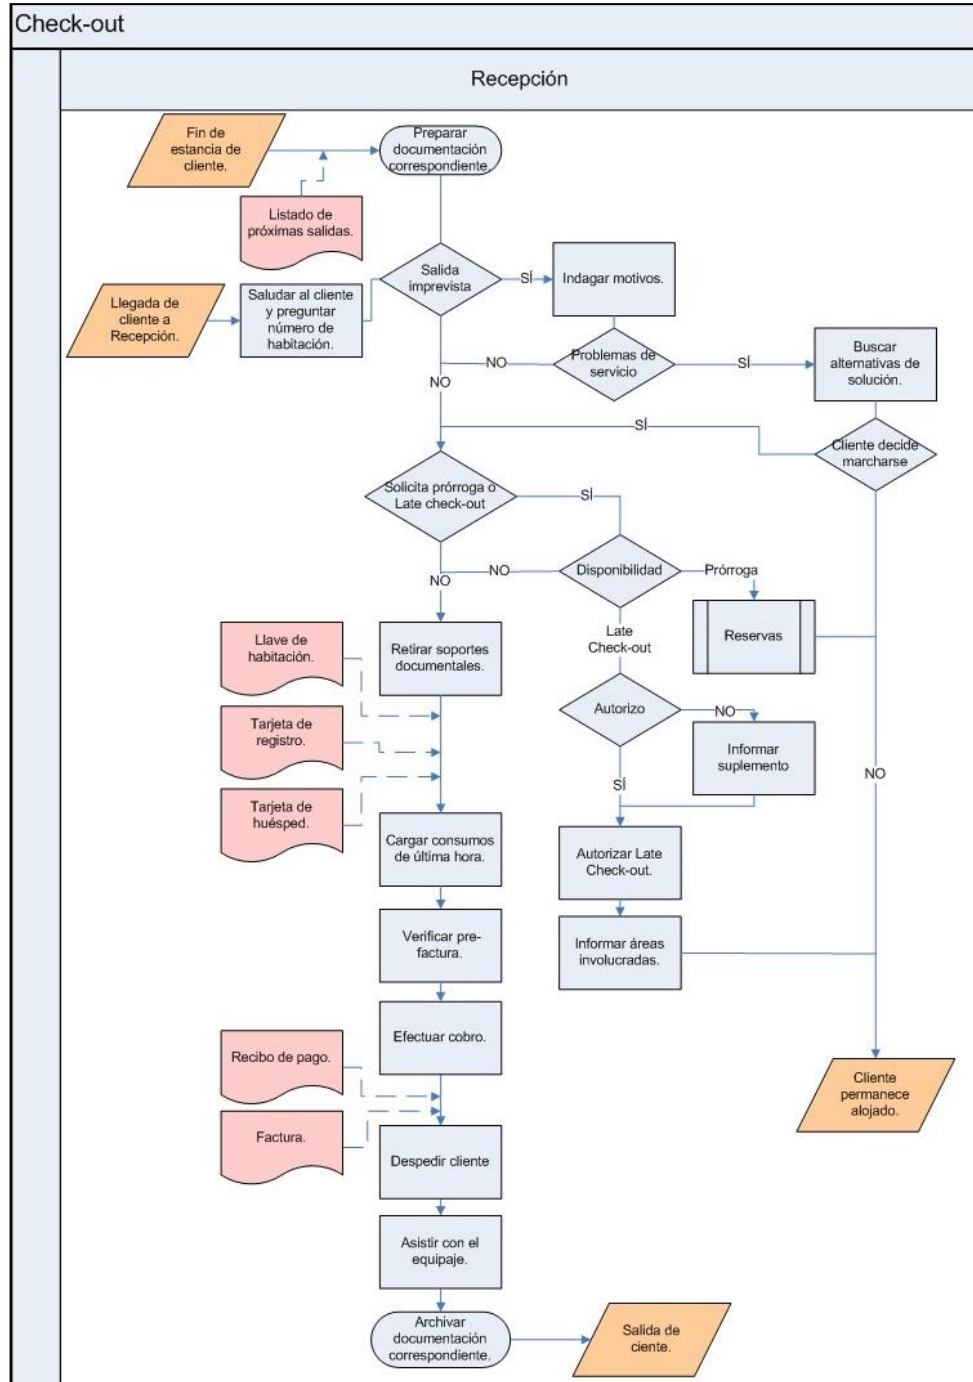 Check-out
Recepción
Fin de
estancia de
cliente.
Preparar
documentación
correspondiente.
Listado de
próximas salidas.
Llegada de
cliente a
Recepción.
Saludar al cliente
y preguntar
número de
habitación.
Salida
imprevista
SÍ
Indagar motivos.
NO
NO
Problemas de
servicio
SÍ
Buscar
alternativas de
solución.
SÍ
Cliente decide
marcharse
Solicita prórroga o
Late check-out
SÍ
NO
NO
Disponibilidad
Prórroga
Reservas
Late
Check-out
Llave de
habitación.
Retirar soportes
documentales.
Autorizo
NO
Tarjeta de
registro.
Informar
suplemento
NO
SÍ
Tarjeta de
huésped.
Cargar consumos
de última hora.
Autorizar Late
Check-out.
Verificar pre-
factura.
Informar áreas
involucradas.
Efectuar cobro.
Recibo de pago.
Cliente
permanece
alojado.
Factura.
Despedir cliente
Asistir con el
equipaje.
Archivar
documentación
correspondiente.
Salida de
ciente.